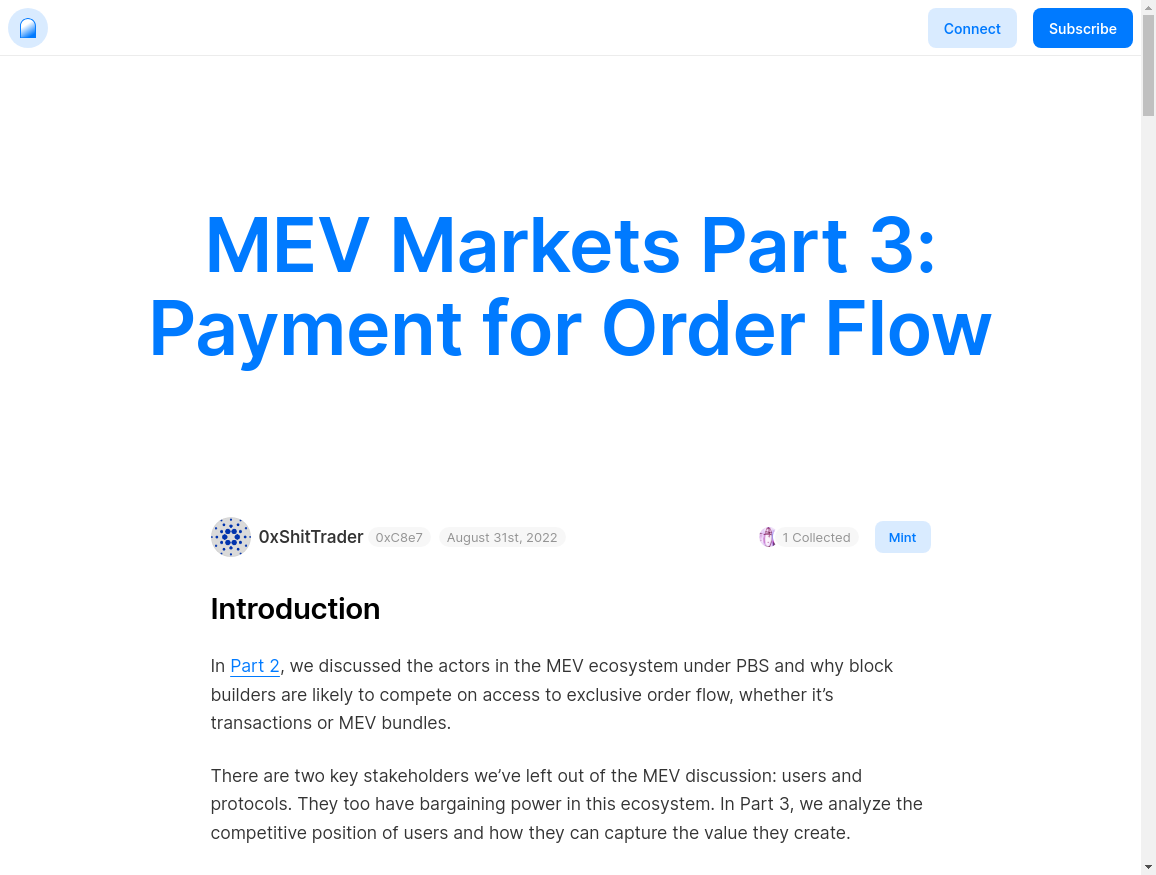 Connect
Subscribe
MEV Markets Part 3:
Payment for Order Flow
0xShitTrader
0xC8e7
August 31st, 2022
1 Collected
Mint
Introduction
In Part 2, we discussed the actors in the MEV ecosystem under PBS and why block
builders are likely to compete on access to exclusive order flow, whether it’s
transactions or MEV bundles.
There are two key stakeholders we’ve left out of the MEV discussion: users and
protocols. They too have bargaining power in this ecosystem. In Part 3, we analyze the
competitive position of users and how they can capture the value they create.